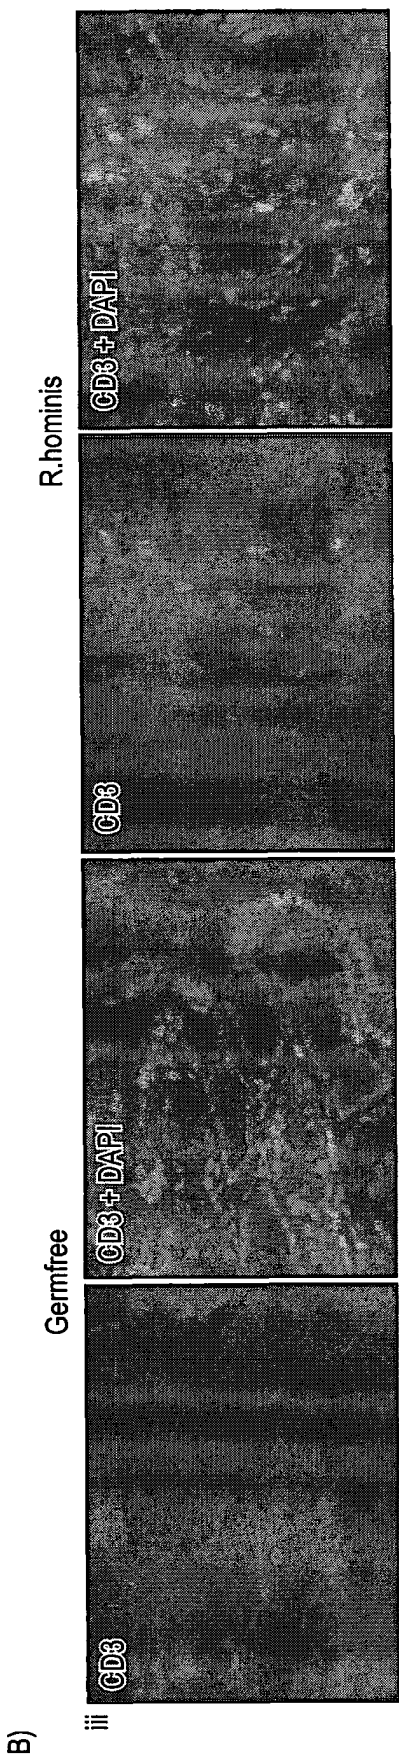 B)
Germfree
R.hominis
iii
CD3
CD3 + DAPI
CD3
CD3 + DAPI